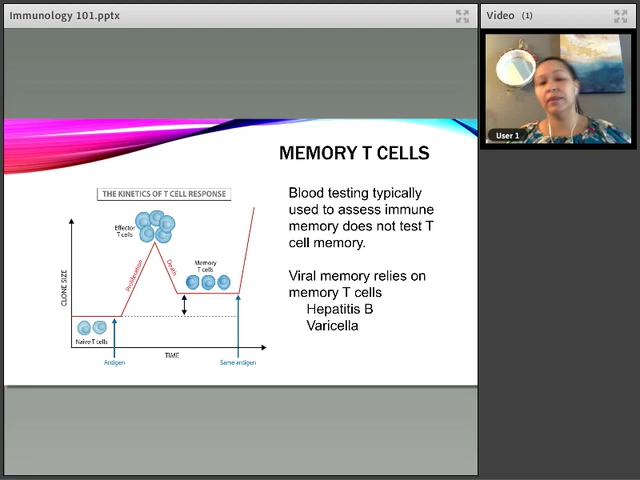 Immunology 101.pptx
Video (1)
User 1
MEMORY T CELLS
THE KINETICS OF T CELL RESPONSE
Effector
T cells
Proliferation
Death
Memory
T cells
CLONE SIZE
Naive T cells
TIME
Antigen
Same antigen
Blood testing typically
used to assess immune
memory does not test T
cell memory.
Viral memory relies on
memory T cells
Hepatitis B
Varicella